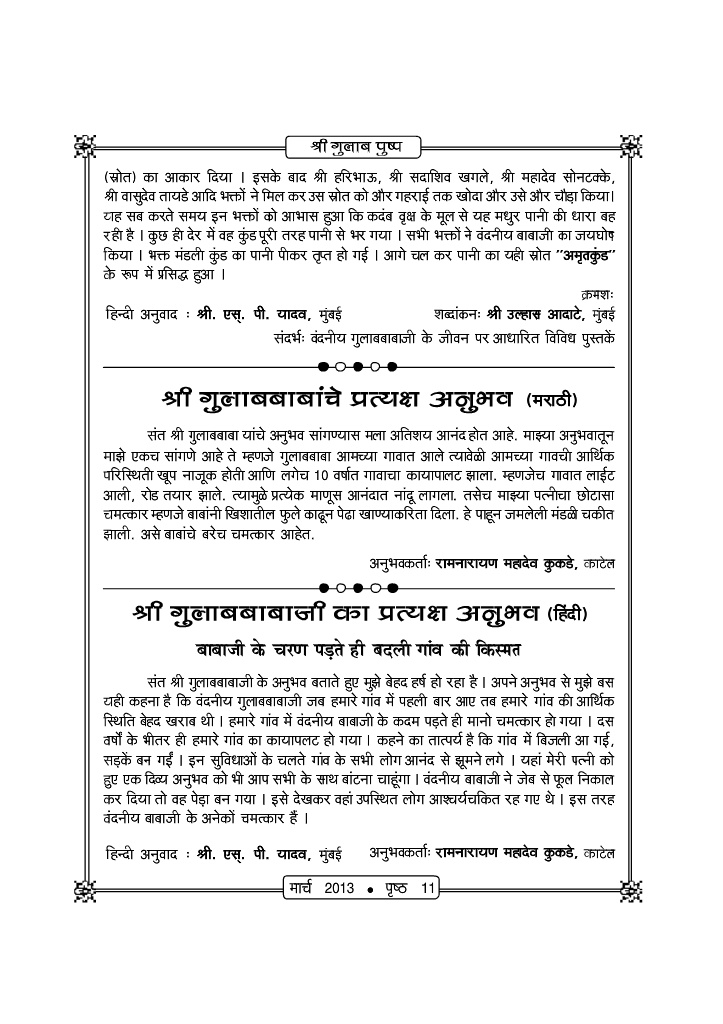 श्री गुलाब पुष्प
(स्रोत) का आकार दिया । इसके बाद श्री हरिभाऊ, श्री सदाशिव खगले, श्री महादेव सोनटक्के,
श्री वासुदेव तायडे आदि भक्तों ने मिल कर उस स्रोत को और गहराई तक खोदा और उसे और चौड़ा किया।
याह सब करते समय इन भक्तों को आभास हुआ कि कदंब वृक्ष के मूल से यह मधुर पानी की धारा बह
रही है । कुछ ही देर में वह कुंड पूरी तरह पानी से भर गया । सभी भक्तों ने वंदनीय बाबाजी का जयघोष
किया । भक्त मंडली कुंड का पानी पीकर तृप्त हो गई । आगे चल कर पानी का यही स्रोत "अमृतकुंड"
के रूप में प्रसिद्ध हुआ ।
क्रमशः
हिन्दी अनुवाद : श्री. एस्. पी. यादव, मुंबई शब्दांकनः श्री उल्हास आदाटे, मुंबई
संदर्भः वंदनीय गुलाबबाबाजी के जीवन पर आधारित विविध पुस्तकें
श्री गुलाबबाबांचे प्रत्यक्ष अनुभव (मराठी)
संत श्री गुलाबबाबा यांचे अनुभव सांगण्यास मला अतिशय आनंद होत आहे. माझ्या अनुभवातून
माझे एकच सांगणे आहे ते म्हणजे गुलाबबाबा आमच्या गावात आले त्यावेळी आमच्या गावची आर्थिक
परिस्थिती खूप नाजूक होती आणि लगेच 10 वर्षात गावाचा कायापालट झाला. म्हणजेच गावात लाईट
आली, रोड तयार झाले. त्यामुळे प्रत्येक माणूस आनंदात नांदू लागला. तसेच माझ्या पत्नीचा छोटासा
चमत्कार म्हणजे बाबांनी खिशातील फुले काढून पेढा खाण्याकरिता दिला. हे पाहून जमलेली मंडळी चकीत
झाली. असे बाबांचे बरेच चमत्कार आहेत.
अनुभवकर्ताः रामनारायण महादेव कुकडे, काटेल
श्री गुलाबबाबाजी का प्रत्यक्ष अनुभव (हिंदी)
बाबाजी के चरण पड़ते ही बदली गांव की किस्मत
संत श्री गुलाबबाबाजी के अनुभव बताते हुए मुझे बेहद हर्ष हो रहा है । अपने अनुभव से मुझे बस
यही कहना है कि वंदनीय गुलाबबाबाजी जब हमारे गांव में पहली बार आए तब हमारे गांव की आर्थिक
स्थिति बेहद खराब थी । हमारे गांव में वंदनीय बाबाजी के कदम पड़ते ही मानो चमत्कार हो गया । दस
वर्षों के भीतर ही हमारे गांव का कायापलट हो गया । कहने का तात्पर्य है कि गांव में बिजली आ गई,
सड़कें बन गईं । इन सुविधाओं के चलते गांव के सभी लोग आनंद से झूमने लगे । यहां मेरी पत्नी को
हुए एक दिव्य अनुभव को भी आप सभी के साथ बांटना चाहूंगा । वंदनीय बाबाजी ने जेब से फूल निकाल
कर दिया तो वह पेड़ा बन गया । इसे देखकर वहां उपस्थित लोग आश्चर्यचकित रह गए थे । इस तरह
वंदनीय बाबाजी के अनेकों चमत्कार हैं ।
हिन्दी अनुवाद : श्री. एस्. पी. यादव, मुंबई अनुभवकर्ताः रामनारायण महादेव कुकडे, काटेल
मार्च 2013 ● पृष्ठ 11